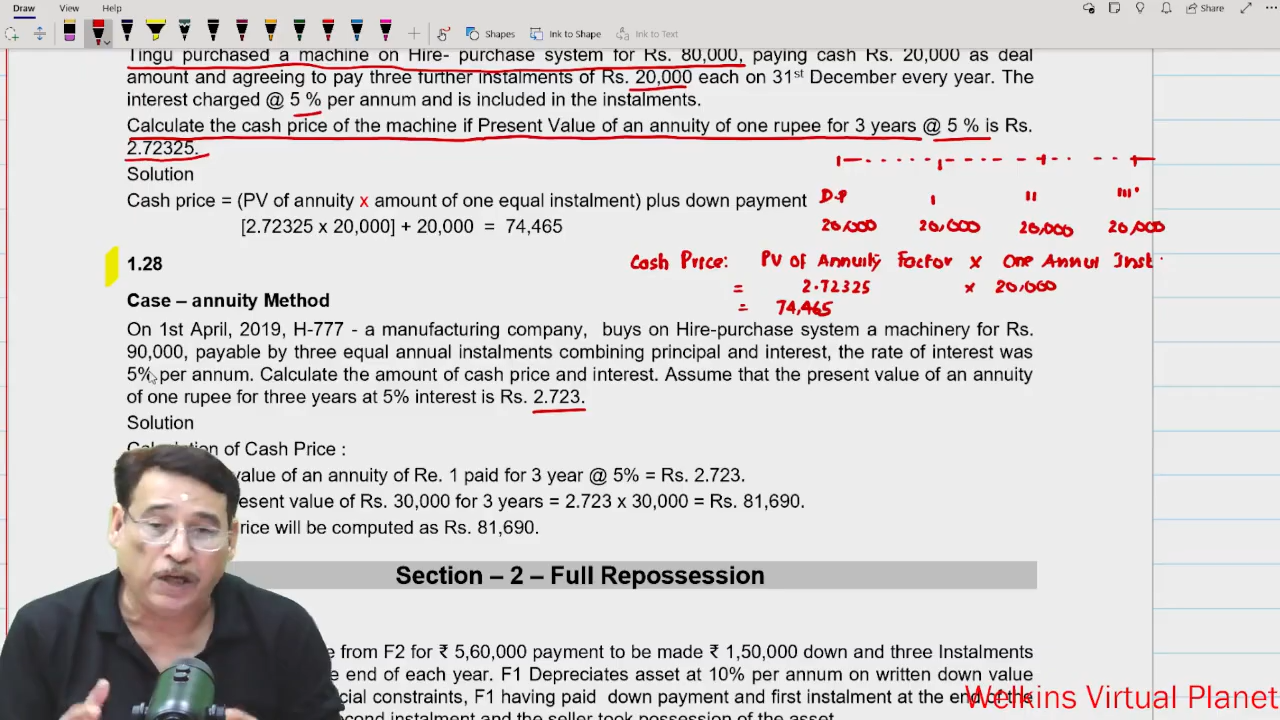 Draw View Help
Share
Shapes Ink to Shape Ink to Text
Tingu purchased a machine on Hire- purchase system for Rs. 80,000, paying cash Rs. 20,000 as deal
amount and agreeing to pay three further instalments of Rs. 20,000 each on 31st December every year. The
interest charged @ 5 % per annum and is included in the instalments.
Calculate the cash price of the machine if Present Value of an annuity of one rupee for 3 years @ 5 % is Rs.
2.72325.
Solution
Cash price = (PV of annuity x amount of one equal instalment) plus down payment
[2.72325 x 20,000] + 20,000 = 74,465
D.P I II III
20,000 20,000 20,000 20,000
Cash Price: PV of Annuity Factor x One Annui Inst.
= 2.72325 x 20,000
= 74,465
1.28
Case – annuity Method
On 1st April, 2019, H-777 - a manufacturing company, buys on Hire-purchase system a machinery for Rs.
90,000, payable by three equal annual instalments combining principal and interest, the rate of interest was
5% per annum. Calculate the amount of cash price and interest. Assume that the present value of an annuity
of one rupee for three years at 5% interest is Rs. 2.723.
Solution
of Cash Price :
value of an annuity of Re. 1 paid for 3 year @ 5% = Rs. 2.723.
esent value of Rs. 30,000 for 3 years = 2.723 x 30,000 = Rs. 81,690.
rice will be computed as Rs. 81,690.
Section – 2 – Full Repossession
from F2 for ₹ 5,60,000 payment to be made ₹ 1,50,000 down and three Instalments
end of each year. F1 Depreciates asset at 10% per annum on written down value
cial constraints, F1 having paid down payment and first instalment at the end of the
second instalment and the seller took possession of the asset.
Welkins Virtual Planet